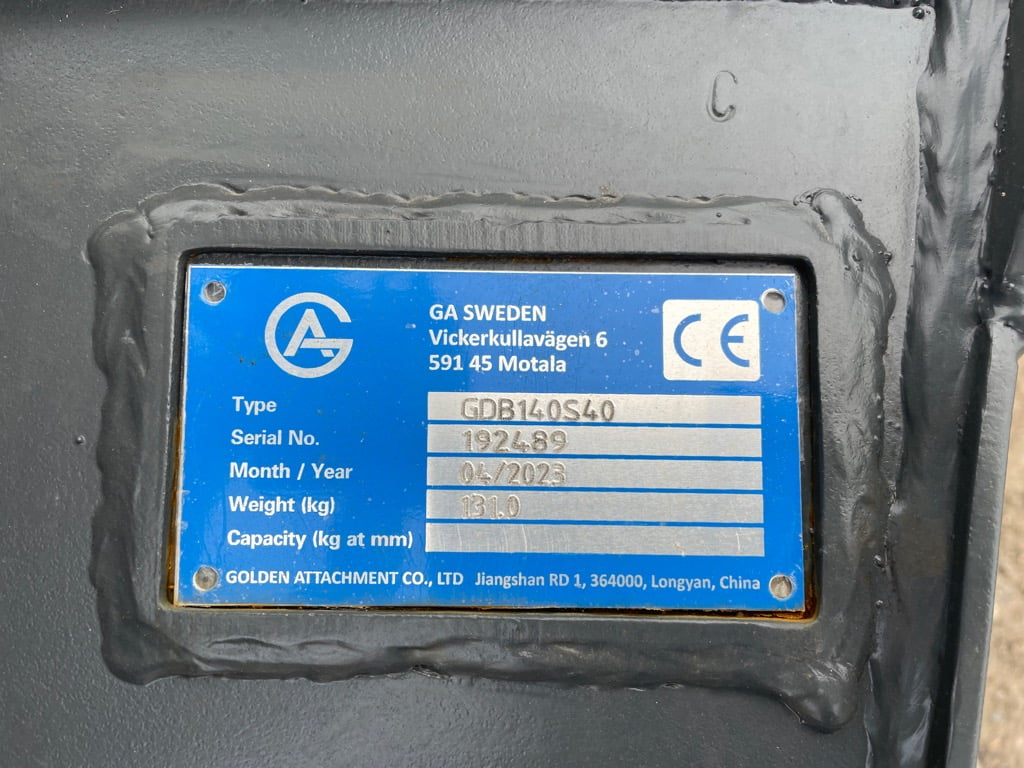 C
GA
GA SWEDEN
Vickerkullavägen 6
591 45 Motala
CE
Type GDB140S40
Serial No. 192489
Month / Year 04/2023
Weight (kg) 131.0
Capacity (kg at mm)
GOLDEN ATTACHMENT CO., LTD Jiangshan RD 1, 364000, Longyan, China